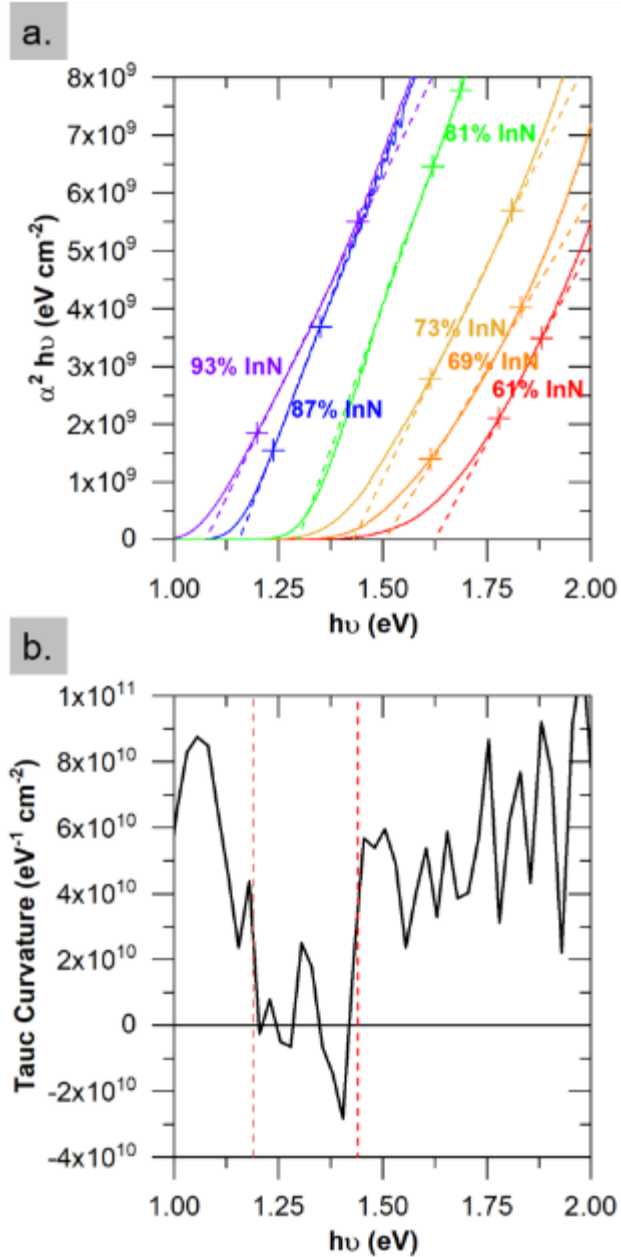 a.
8x10⁹
7x10⁹
6x10⁹
5x10⁹
4x10⁹
3x10⁹
2x10⁹
1x10⁹
0
α² hυ (eV cm⁻²)
81% InN
73% InN
93% InN
69% InN
61% InN
87% InN
1.00 1.25 1.50 1.75 2.00
hυ (eV)
b.
1x10¹¹
8x10¹⁰
6x10¹⁰
4x10¹⁰
2x10¹⁰
0
-2x10¹⁰
-4x10¹⁰
Tauc Curvature (eV⁻¹ cm⁻²)
1.00 1.25 1.50 1.75 2.00
hυ (eV)